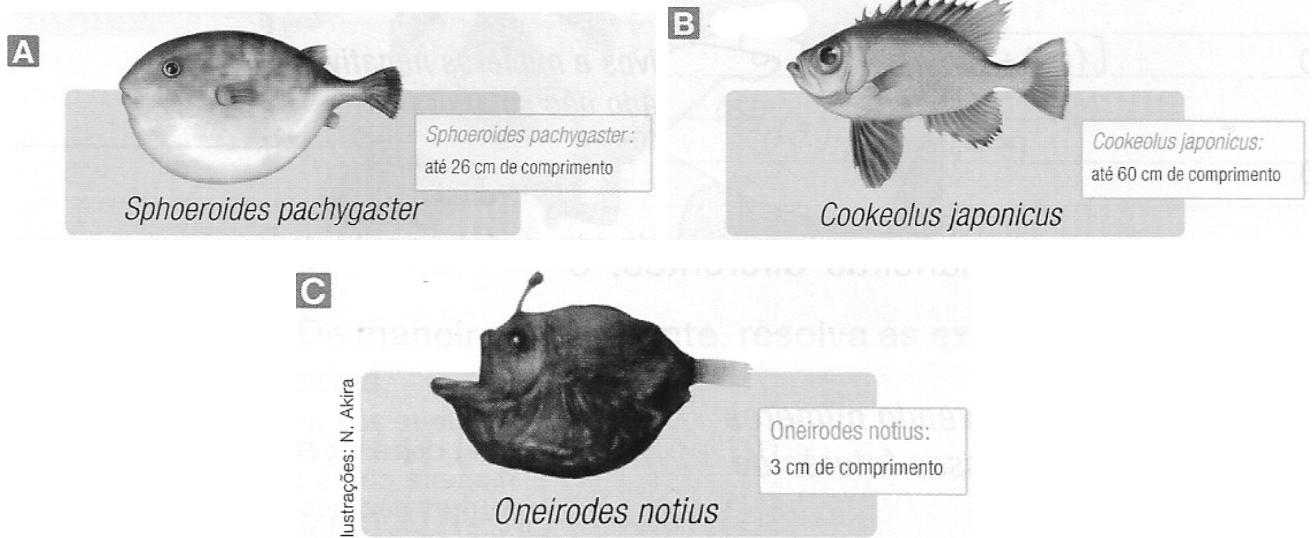 A
Sphoeroides pachygaster:
até 26 cm de comprimento
Sphoeroides pachygaster
B
Cookeolus japonicus:
até 60 cm de comprimento
Cookeolus japonicus
C
lustrações: N. Akira
Oneirodes notius:
3 cm de comprimento
Oneirodes notius